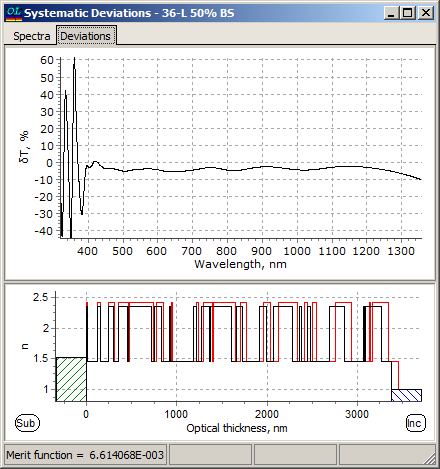 OL Systematic Deviations - 36-L 50% BS
Spectra Deviations
60
50
40
30
20
10
0
-10
-20
-30
-40
δT, %
400 500 600 700 800 900 1000 1100 1200 1300
Wavelength, nm
2.5
2
1.5
1
n
0 1000 2000 3000
Sub Optical thickness, nm Inc
Merit function = 6.614068E-003